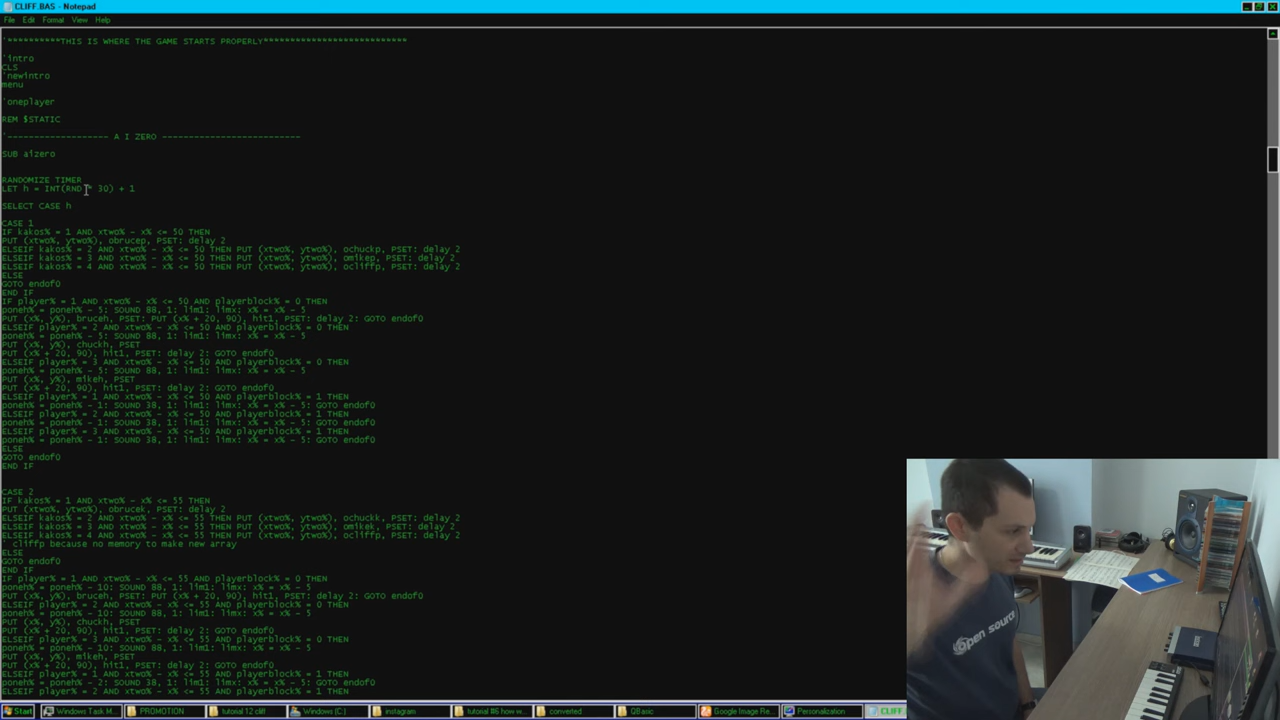 CLIFF.BAS - Notepad
File Edit Format View Help
'**********THIS IS WHERE THE GAME STARTS PROPERLY***************************
'intro
CLS
'newintro
menu
'oneplayer
REM $STATIC
'------------------- A I ZERO --------------------------
SUB aizero
RANDOMIZE TIMER
LET h = INT(RND * 30) + 1
SELECT CASE h
CASE 1
IF kakos% = 1 AND xtwo% - x% <= 50 THEN
PUT (xtwo%, ytwo%), obrucep, PSET: delay 2
ELSEIF kakos% = 2 AND xtwo% - x% <= 50 THEN PUT (xtwo%, ytwo%), ochuckp, PSET: delay 2
ELSEIF kakos% = 3 AND xtwo% - x% <= 50 THEN PUT (xtwo%, ytwo%), omikep, PSET: delay 2
ELSEIF kakos% = 4 AND xtwo% - x% <= 50 THEN PUT (xtwo%, ytwo%), ocliffp, PSET: delay 2
ELSE
GOTO endof0
END IF
IF player% = 1 AND xtwo% - x% <= 50 AND playerblock% = 0 THEN
poneh% = poneh% - 5: SOUND 88, 1: lim1: limx: x% = x% - 5
PUT (x%, y%), bruceh, PSET: PUT (x% + 20, 90), hit1, PSET: delay 2: GOTO endof0
ELSEIF player% = 2 AND xtwo% - x% <= 50 AND playerblock% = 0 THEN
poneh% = poneh% - 5: SOUND 88, 1: lim1: limx: x% = x% - 5
PUT (x%, y%), chuckh, PSET
PUT (x% + 20, 90), hit1, PSET: delay 2: GOTO endof0
ELSEIF player% = 3 AND xtwo% - x% <= 50 AND playerblock% = 0 THEN
poneh% = poneh% - 5: SOUND 88, 1: lim1: limx: x% = x% - 5
PUT (x%, y%), mikeh, PSET
PUT (x% + 20, 90), hit1, PSET: delay 2: GOTO endof0
ELSEIF player% = 1 AND xtwo% - x% <= 50 AND playerblock% = 1 THEN
poneh% = poneh% - 1: SOUND 38, 1: lim1: limx: x% = x% - 5: GOTO endof0
ELSEIF player% = 2 AND xtwo% - x% <= 50 AND playerblock% = 1 THEN
poneh% = poneh% - 1: SOUND 38, 1: lim1: limx: x% = x% - 5: GOTO endof0
ELSEIF player% = 3 AND xtwo% - x% <= 50 AND playerblock% = 1 THEN
poneh% = poneh% - 1: SOUND 38, 1: lim1: limx: x% = x% - 5: GOTO endof0
ELSE
GOTO endof0
END IF
CASE 2
IF kakos% = 1 AND xtwo% - x% <= 55 THEN
PUT (xtwo%, ytwo%), obrucek, PSET: delay 2
ELSEIF kakos% = 2 AND xtwo% - x% <= 55 THEN PUT (xtwo%, ytwo%), ochuckk, PSET: delay 2
ELSEIF kakos% = 3 AND xtwo% - x% <= 55 THEN PUT (xtwo%, ytwo%), omikek, PSET: delay 2
ELSEIF kakos% = 4 AND xtwo% - x% <= 55 THEN PUT (xtwo%, ytwo%), ocliffp, PSET: delay 2
' cliffp because no memory to make new array
ELSE
GOTO endof0
END IF
IF player% = 1 AND xtwo% - x% <= 55 AND playerblock% = 0 THEN
poneh% = poneh% - 10: SOUND 88, 1: lim1: limx: x% = x% - 5
PUT (x%, y%), bruceh, PSET: PUT (x% + 20, 90), hit1, PSET: delay 2: GOTO endof0
ELSEIF player% = 2 AND xtwo% - x% <= 55 AND playerblock% = 0 THEN
poneh% = poneh% - 10: SOUND 88, 1: lim1: limx: x% = x% - 5
PUT (x%, y%), chuckh, PSET
PUT (x% + 20, 90), hit1, PSET: delay 2: GOTO endof0
ELSEIF player% = 3 AND xtwo% - x% <= 55 AND playerblock% = 0 THEN
poneh% = poneh% - 10: SOUND 88, 1: lim1: limx: x% = x% - 5
PUT (x%, y%), mikeh, PSET
PUT (x% + 20, 90), hit1, PSET: delay 2: GOTO endof0
ELSEIF player% = 1 AND xtwo% - x% <= 55 AND playerblock% = 1 THEN
poneh% = poneh% - 2: SOUND 38, 1: lim1: limx: x% = x% - 5: GOTO endof0
ELSEIF player% = 2 AND xtwo% - x% <= 55 AND playerblock% = 1 THEN
open source
Start Windows Task M... PROMOTION tutorial 12 cliff Windows (C:) instagram tutorial #6 how w... converted QBasic Google Image Re... Personalization CLIFF